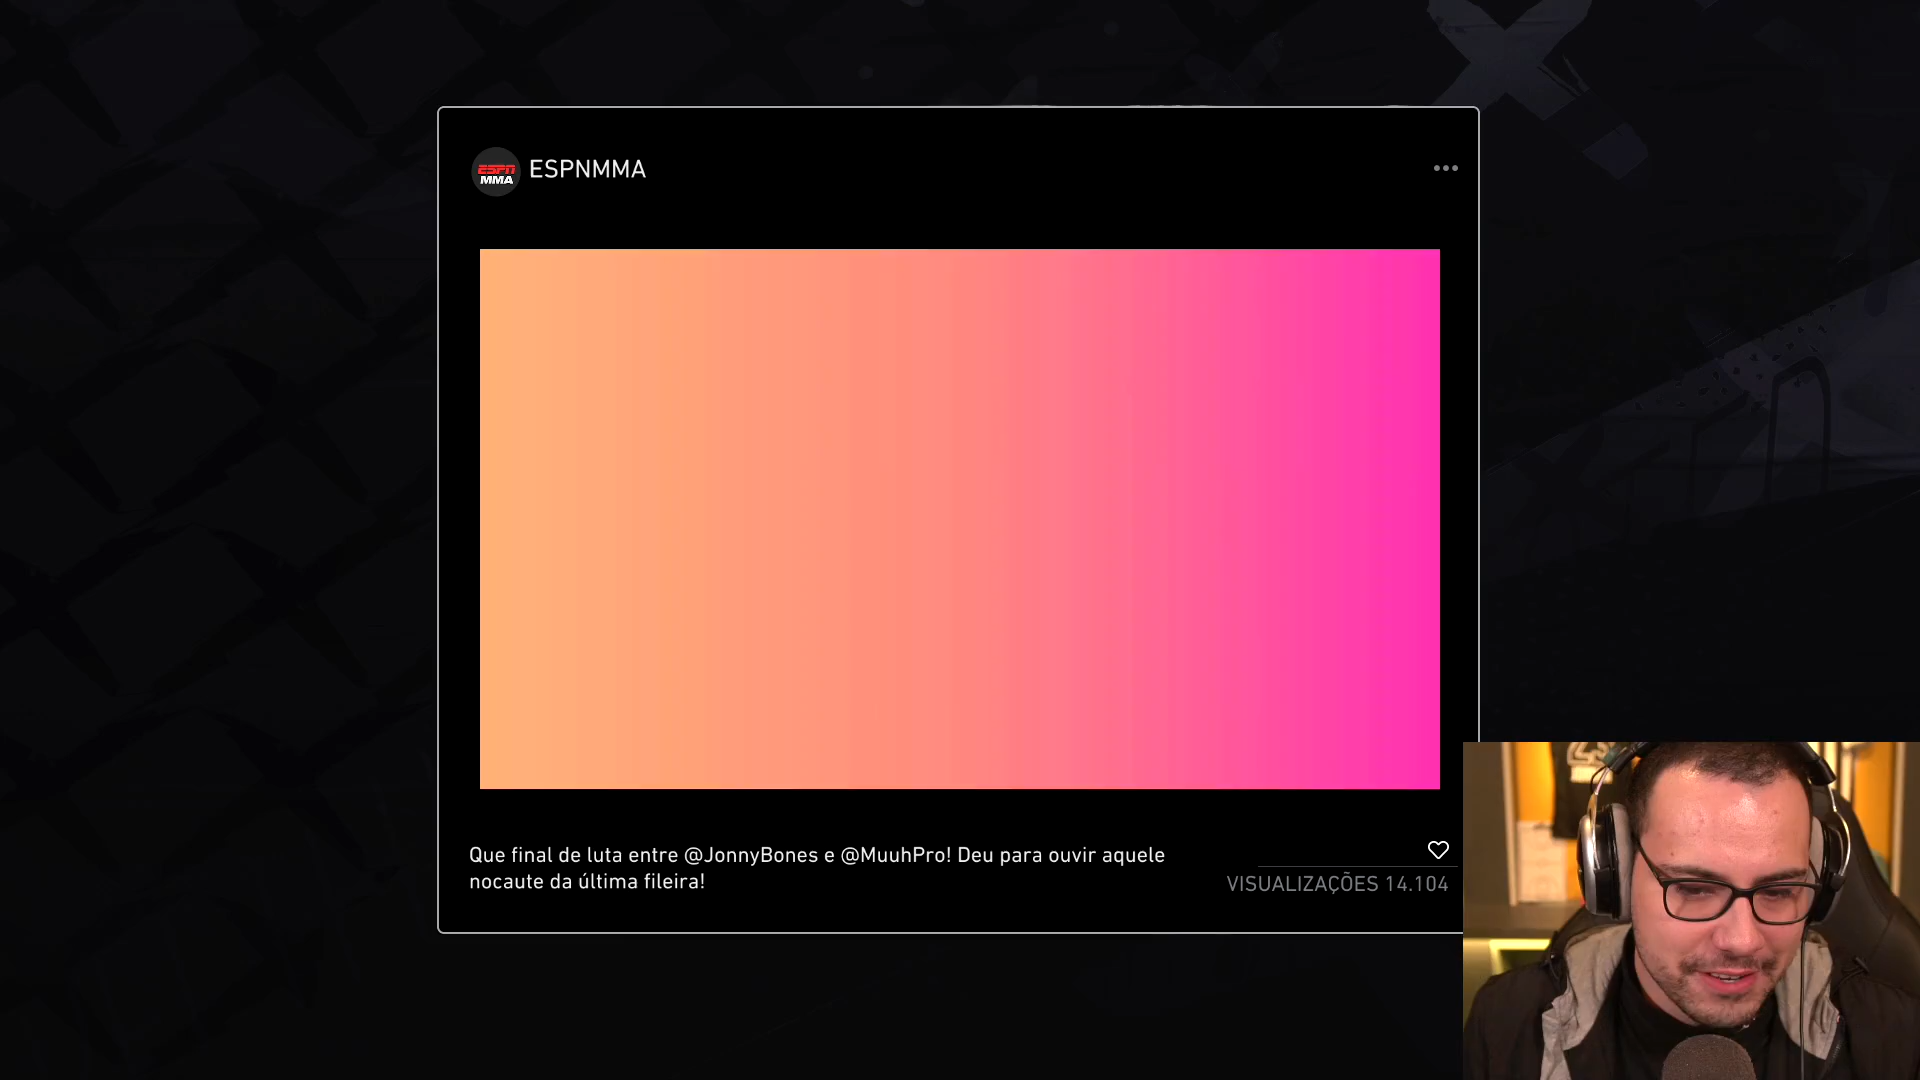 ESPN
MMA
ESPNMMA
Que final de luta entre @JonnyBones e @MuuhPro! Deu para ouvir aquele
nocaute da última fileira!
VISUALIZAÇÕES 14.104